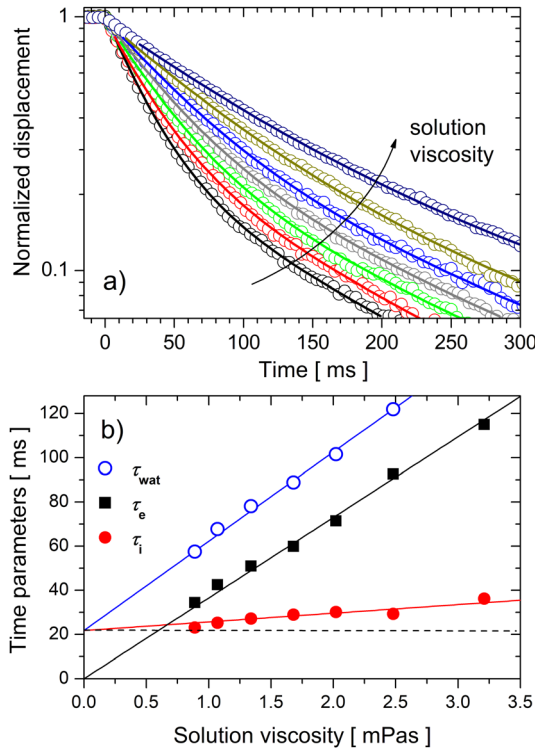 1
Normalized displacement
solution
viscosity
0.1
a)
0 50 100 150 200 250 300
Time [ ms ]
120
b)
100
τwat
80
τe
τi
60
40
20
0
Time parameters [ ms ]
0.0 0.5 1.0 1.5 2.0 2.5 3.0 3.5
Solution viscosity [ mPas ]